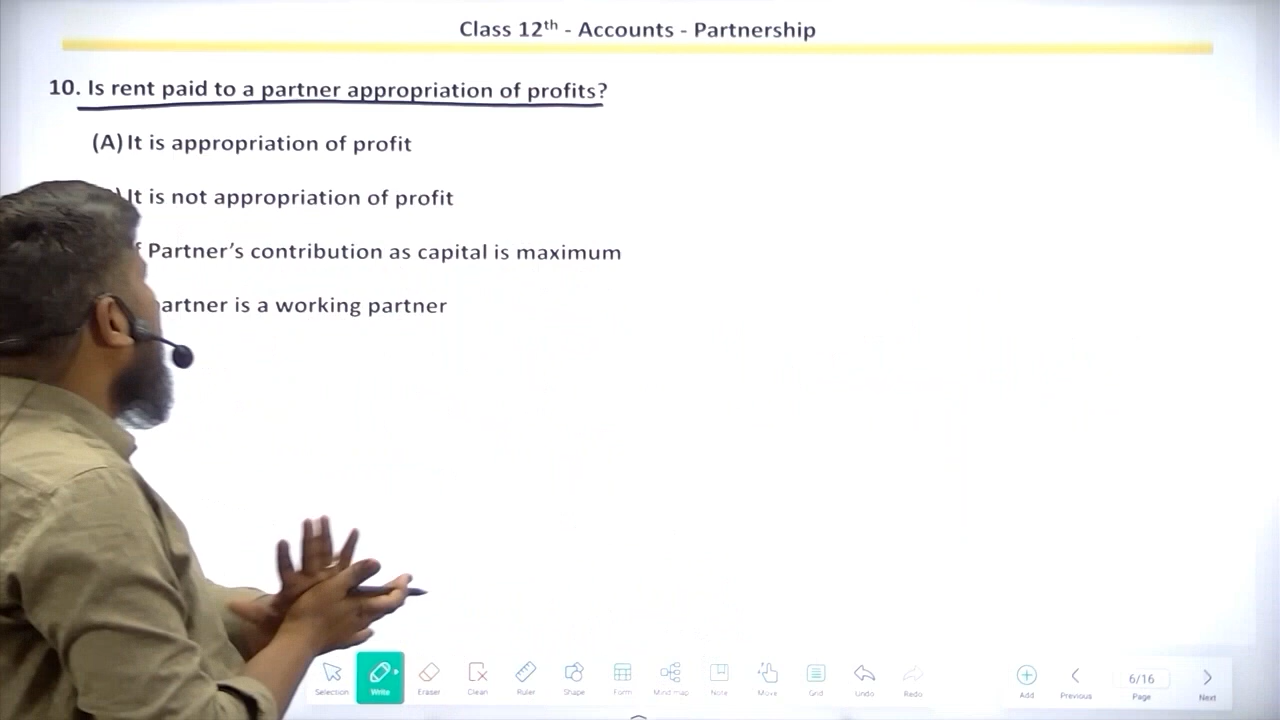 Class 12th - Accounts - Partnership
10. Is rent paid to a partner appropriation of profits?
(A) It is appropriation of profit
It is not appropriation of profit
Partner's contribution as capital is maximum
partner is a working partner
Selection Write Eraser Clean Ruler Shape Form Mind map Note Move Grid Undo Redo Add Previous 6/16 Page Next